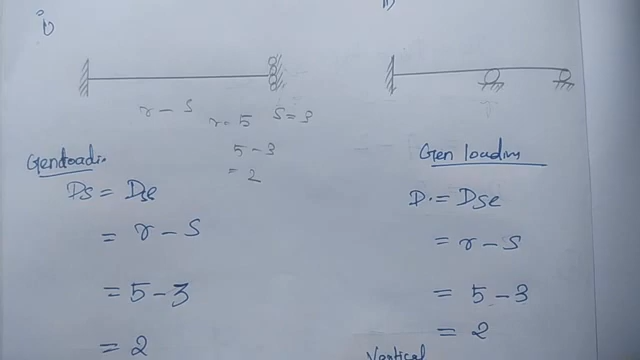 i)
ii)
r - s
r = 5 s = 3
5 - 3
= 2
Gen loadi.
Ds = Dse
= r - s
= 5 - 3
= 2
Gen loading
D. = Dse
= r - s
= 5 - 3
= 2
Vertical